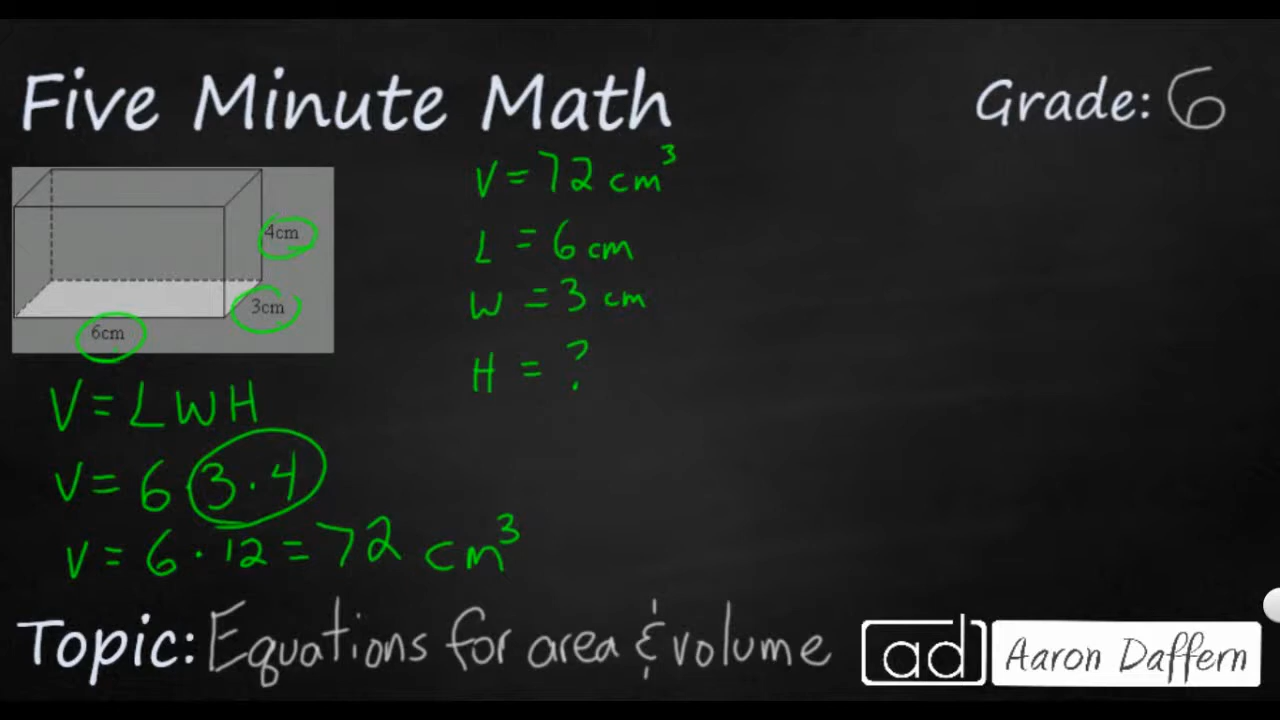 Five Minute Math
Grade: 6
4cm
3cm
6cm
V = LWH
V = 6 · 3 · 4
V = 6 · 12 = 72 cm³
V = 72 cm³
L = 6 cm
W = 3 cm
H = ?
Topic: Equations for area & volume
ad Aaron Daffern